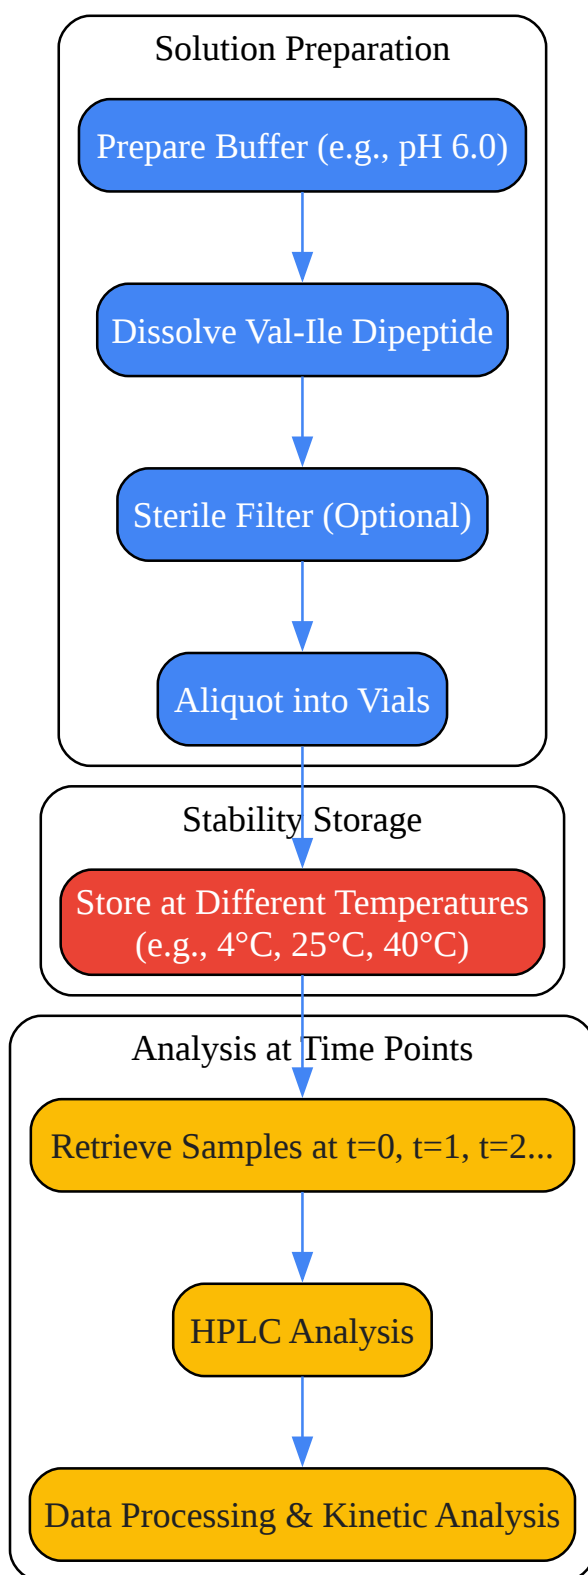 Solution Preparation
Prepare Buffer (e.g., pH 6.0)
Dissolve Val-Ile Dipeptide
Sterile Filter (Optional)
Aliquot into Vials
Stability Storage
Store at Different Temperatures
(e.g., 4°C, 25°C, 40°C)
Analysis at Time Points
Retrieve Samples at t=0, t=1, t=2...
HPLC Analysis
Data Processing & Kinetic Analysis